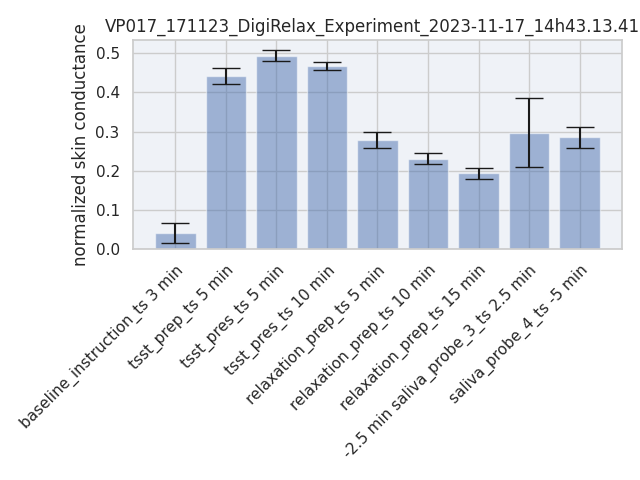 VP017_171123_DigiRelax_Experiment_2023-11-17_14h43.13.41
normalized skin conductance
0.5
0.4
0.3
0.2
0.1
0.0
baseline_instruction_ts 3 min
tsst_prep_ts 5 min
tsst_pres_ts 5 min
tsst_pres_ts 10 min
relaxation_prep_ts 5 min
relaxation_prep_ts 10 min
relaxation_prep_ts 15 min
-2.5 min saliva_probe_3_ts 2.5 min
saliva_probe_4_ts -5 min